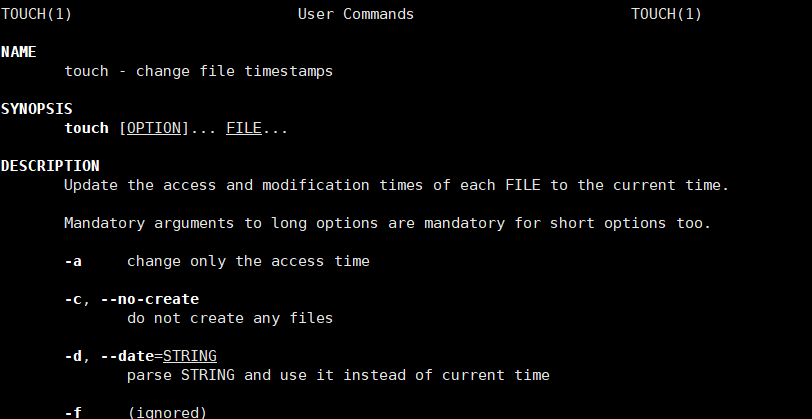 TOUCH(1) User Commands TOUCH(1)
NAME
touch - change file timestamps
SYNOPSIS
touch [OPTION]... FILE...
DESCRIPTION
Update the access and modification times of each FILE to the current time.
Mandatory arguments to long options are mandatory for short options too.
-a change only the access time
-c, --no-create
do not create any files
-d, --date=STRING
parse STRING and use it instead of current time
-f (ignored)